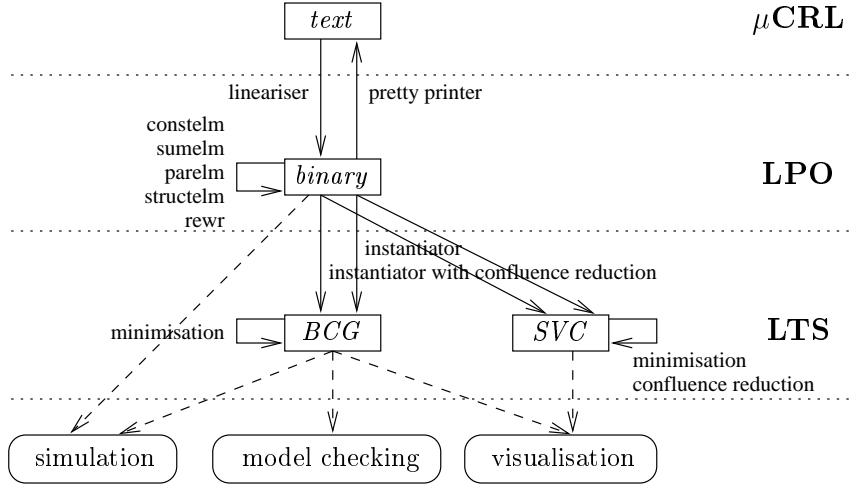 text
μCRL
lineariser
pretty printer
constelm
sumelm
parelm
structelm
rewr
binary
LPO
instantiator
instantiator with confluence reduction
minimisation
BCG
SVC
LTS
minimisation
confluence reduction
simulation
model checking
visualisation